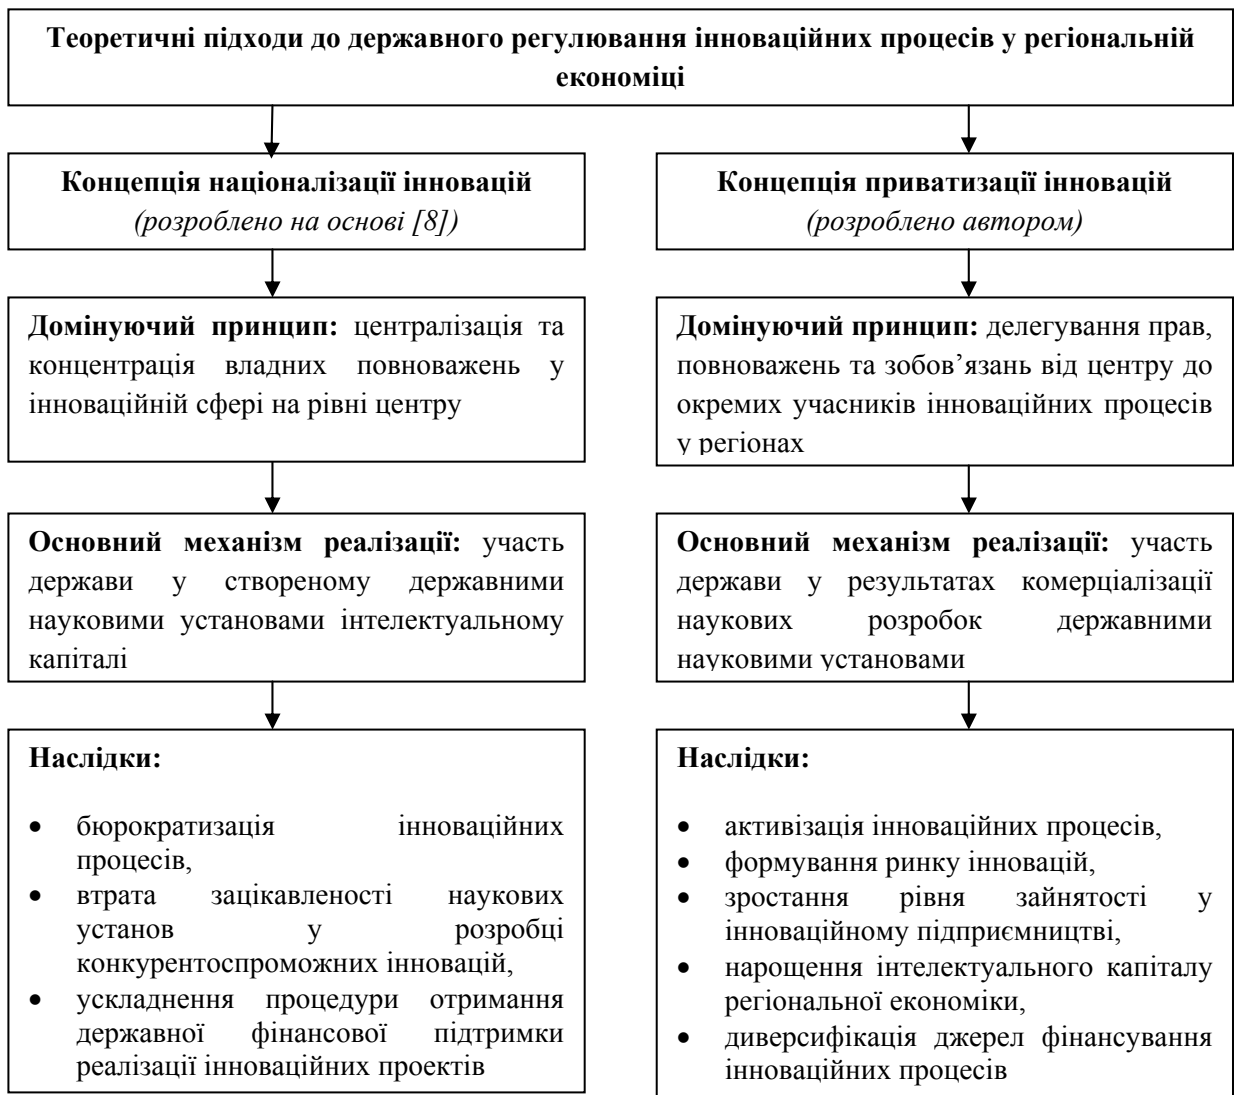 Теоретичні підходи до державного регулювання інноваційних процесів у регіональній
економіці
Концепція націоналізації інновацій
(розроблено на основі [8])
Домінуючий принцип: централізація та
концентрація владних повноважень у
інноваційній сфері на рівні центру
Основний механізм реалізації: участь
держави у створеному державними
науковими установами інтелектуальному
капіталі
Наслідки:
• бюрократизація інноваційних
процесів,
• втрата зацікавленості наукових
установ у розробці
конкурентоспроможних інновацій,
• ускладнення процедури отримання
державної фінансової підтримки
реалізації інноваційних проектів
Концепція приватизації інновацій
(розроблено автором)
Домінуючий принцип: делегування прав,
повноважень та зобов’язань від центру до
окремих учасників інноваційних процесів
у регіонах
Основний механізм реалізації: участь
держави у результатах комерціалізації
наукових розробок державними
науковими установами
Наслідки:
• активізація інноваційних процесів,
• формування ринку інновацій,
• зростання рівня зайнятості у
інноваційному підприємництві,
• нарощення інтелектуального капіталу
регіональної економіки,
• диверсифікація джерел фінансування
інноваційних процесів